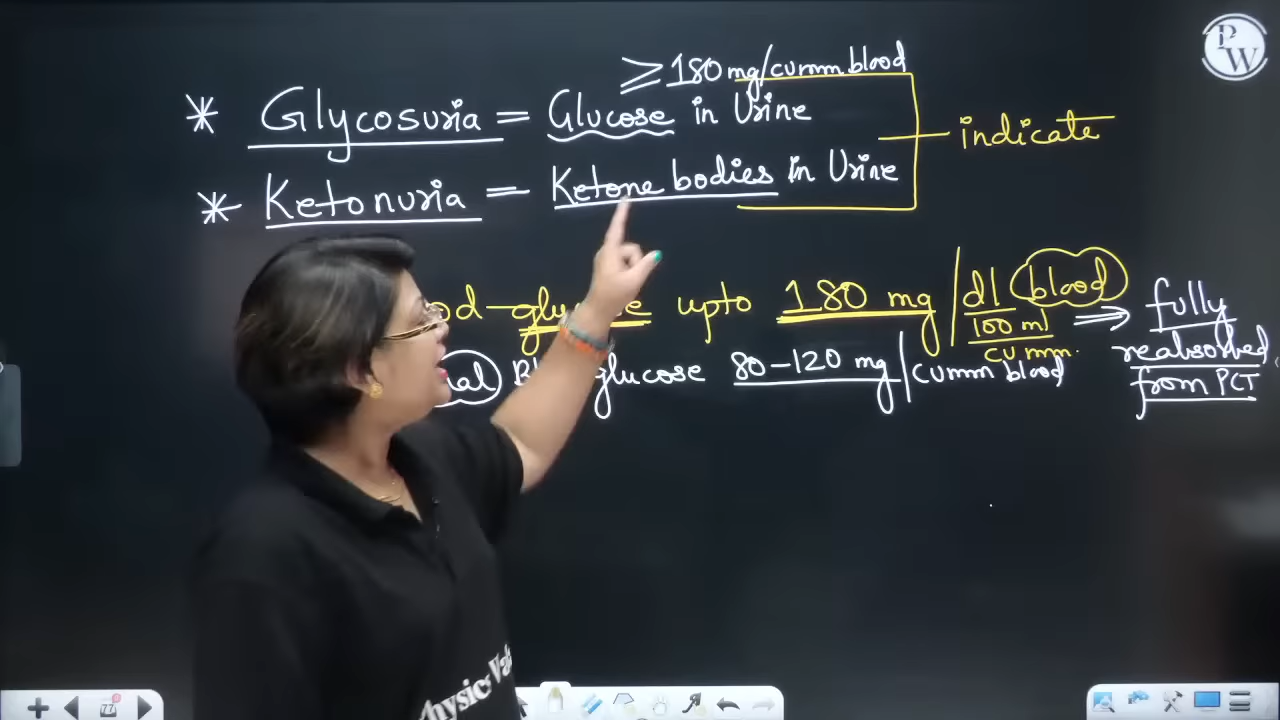 ≥180 mg/cumm blood
* Glycosuria = Glucose in Urine
* Ketonuria = Ketone bodies in Urine
indicate
upto 180 mg/dl blood
100 ml
cu mm.
⇒ fully
reabsorbed
from PCT
glucose 80-120 mg/cumm blood
PW